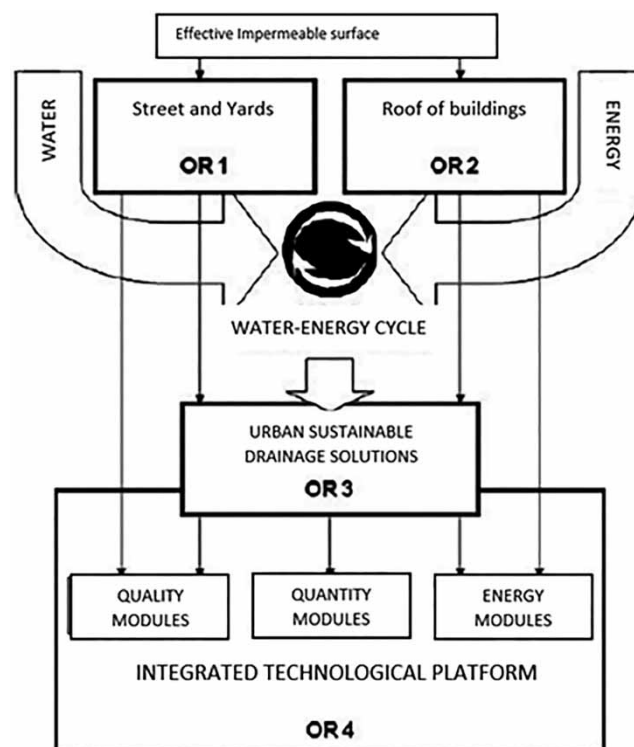 Effective Impermeable surface
WATER
Street and Yards
OR1
Roof of buildings
OR2
ENERGY
WATER-ENERGY CYCLE
URBAN SUSTAINABLE
DRAINAGE SOLUTIONS
OR3
QUALITY
MODULES
QUANTITY
MODULES
ENERGY
MODULES
INTEGRATED TECHNOLOGICAL PLATFORM
OR4